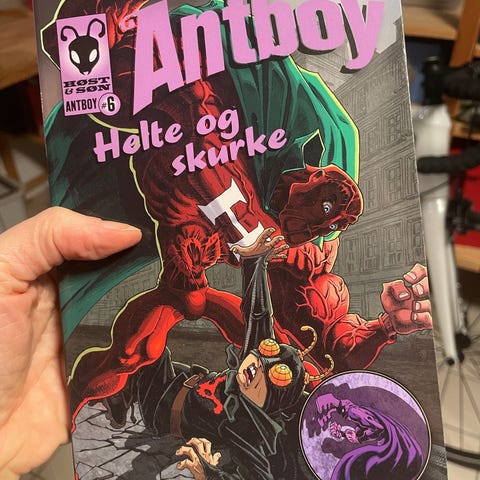 Antboy
HØST
& SØN
ANTBOY #6
Helte og
skurke
H